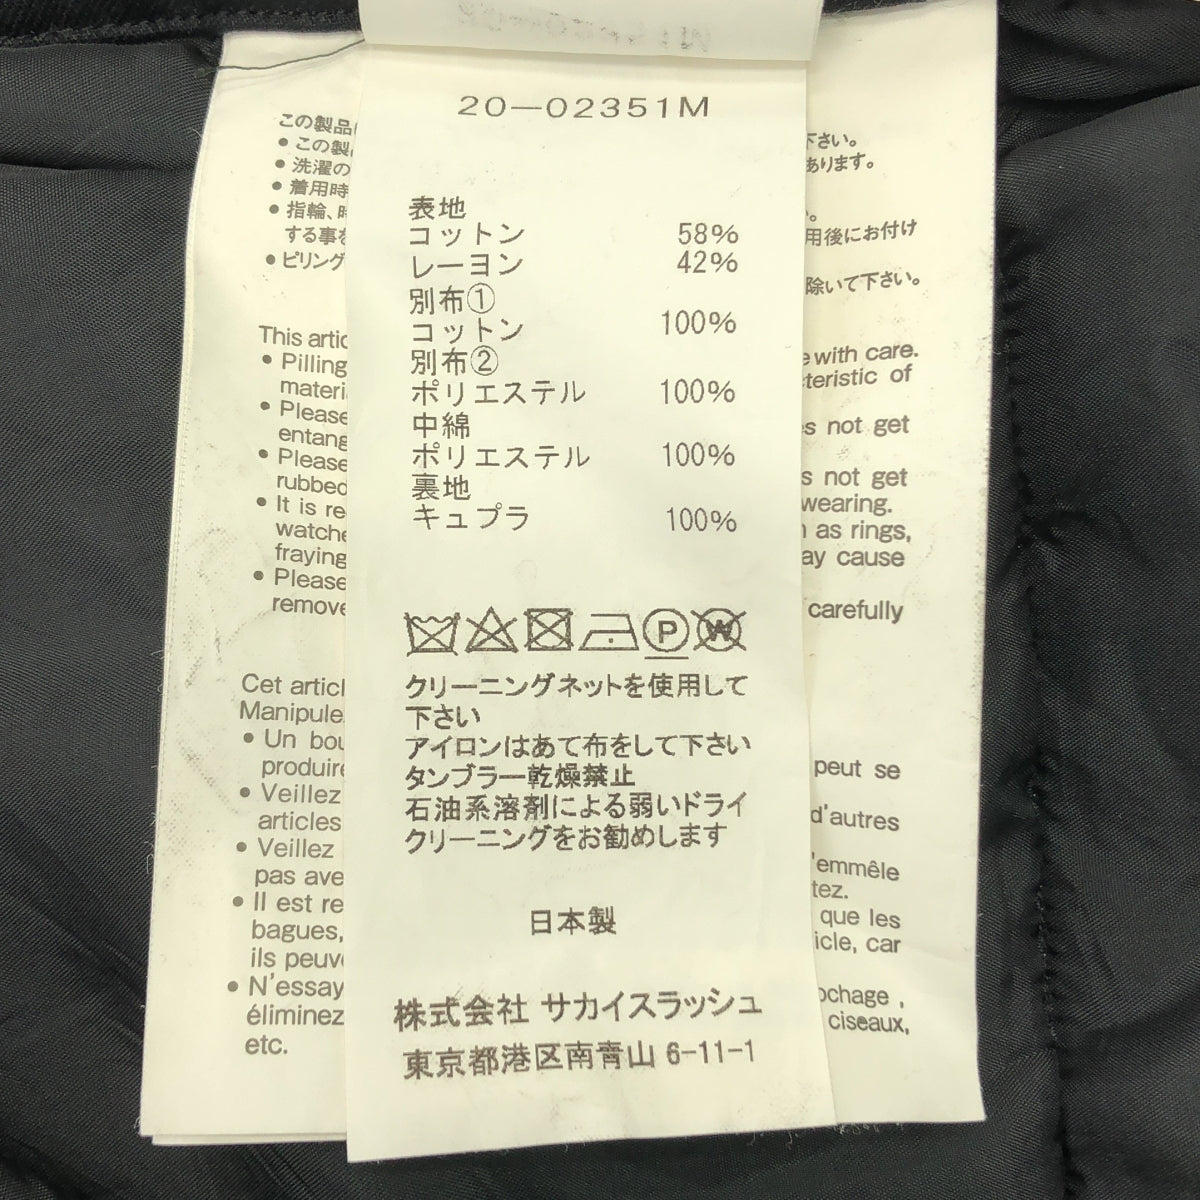 20-02351M
表地
コットン 58%
レーヨン 42%
別布①
コットン 100%
別布②
ポリエステル 100%
中綿
ポリエステル 100%
裏地
キュプラ 100%
P W
クリーニングネットを使用して
下さい
アイロンはあて布をして下さい
タンブラー乾燥禁止
石油系溶剤による弱いドライ
クリーニングをお勧めします
日本製
株式会社 サカイスラッシュ
東京都港区南青山 6-11-1
この製品
• この製
• 洗濯の
• 着用時
• 指輪、
する事を
• ピリング
下さい。
あります。
用後にお付け
除いて下さい。
This
• Pilling
• Please
• Please
rubbed
• It is
fraying
• Please
with care.
of
not get
not get
wearing.
as rings,
cause
carefully
Cet
• Un
• Veillez
articles
• Veillez
pas
• Il est
bagues,
ils
• N'essay
éliminez
etc.
peut se
d'autres
que les
car
ciseaux,